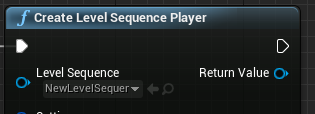 Create Level Sequence Player
Level Sequence
Return Value
NewLevelSequer